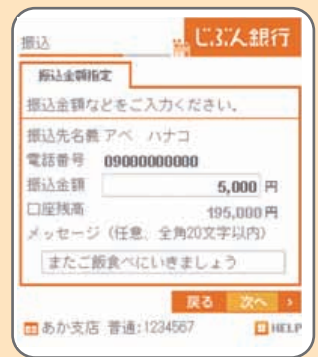 振込
じぶん銀行
振込金額指定
振込金額などをご入力ください。
振込先名義 アベ ハナコ
電話番号 09000000000
振込金額 5,000 円
口座残高 195,000円
メッセージ（任意、全角20文字以内）
またご飯食べにいきましょう
戻る 次へ ›
あか支店 普通:1234567 HELP